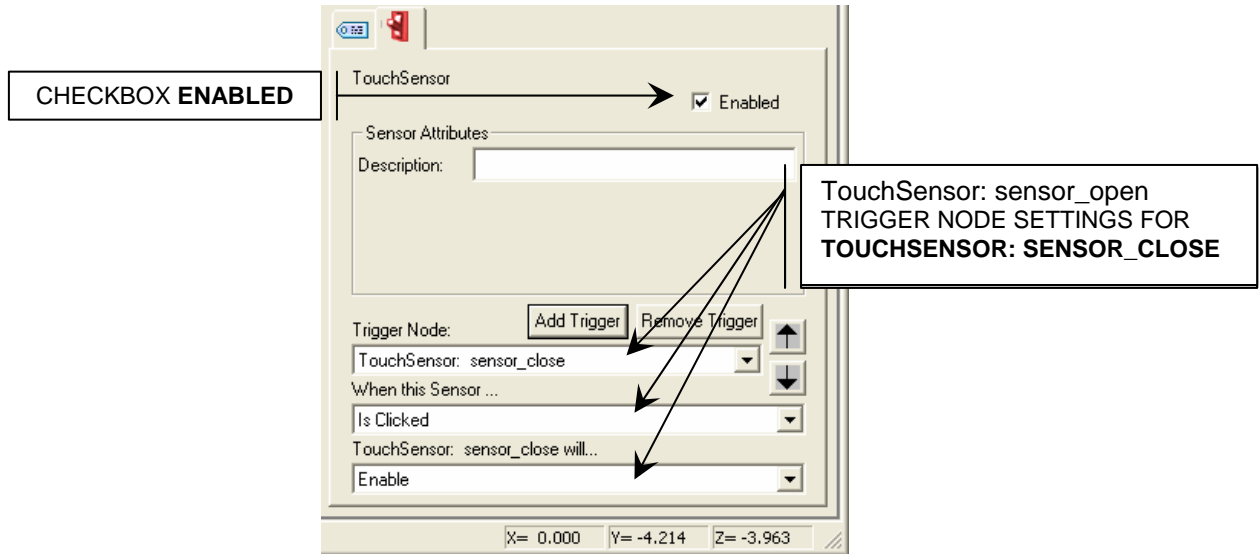 TouchSensor
CHECKBOX ENABLED
Enabled
Sensor Attributes
Description:
TouchSensor: sensor_open
TRIGGER NODE SETTINGS FOR
TOUCHSENSOR: SENSOR_CLOSE
Add Trigger
Remove Trigger
Trigger Node:
TouchSensor: sensor_close
When this Sensor ...
Is Clicked
TouchSensor: sensor_close will...
Enable
X= 0.000 Y= -4.214 Z= -3.963